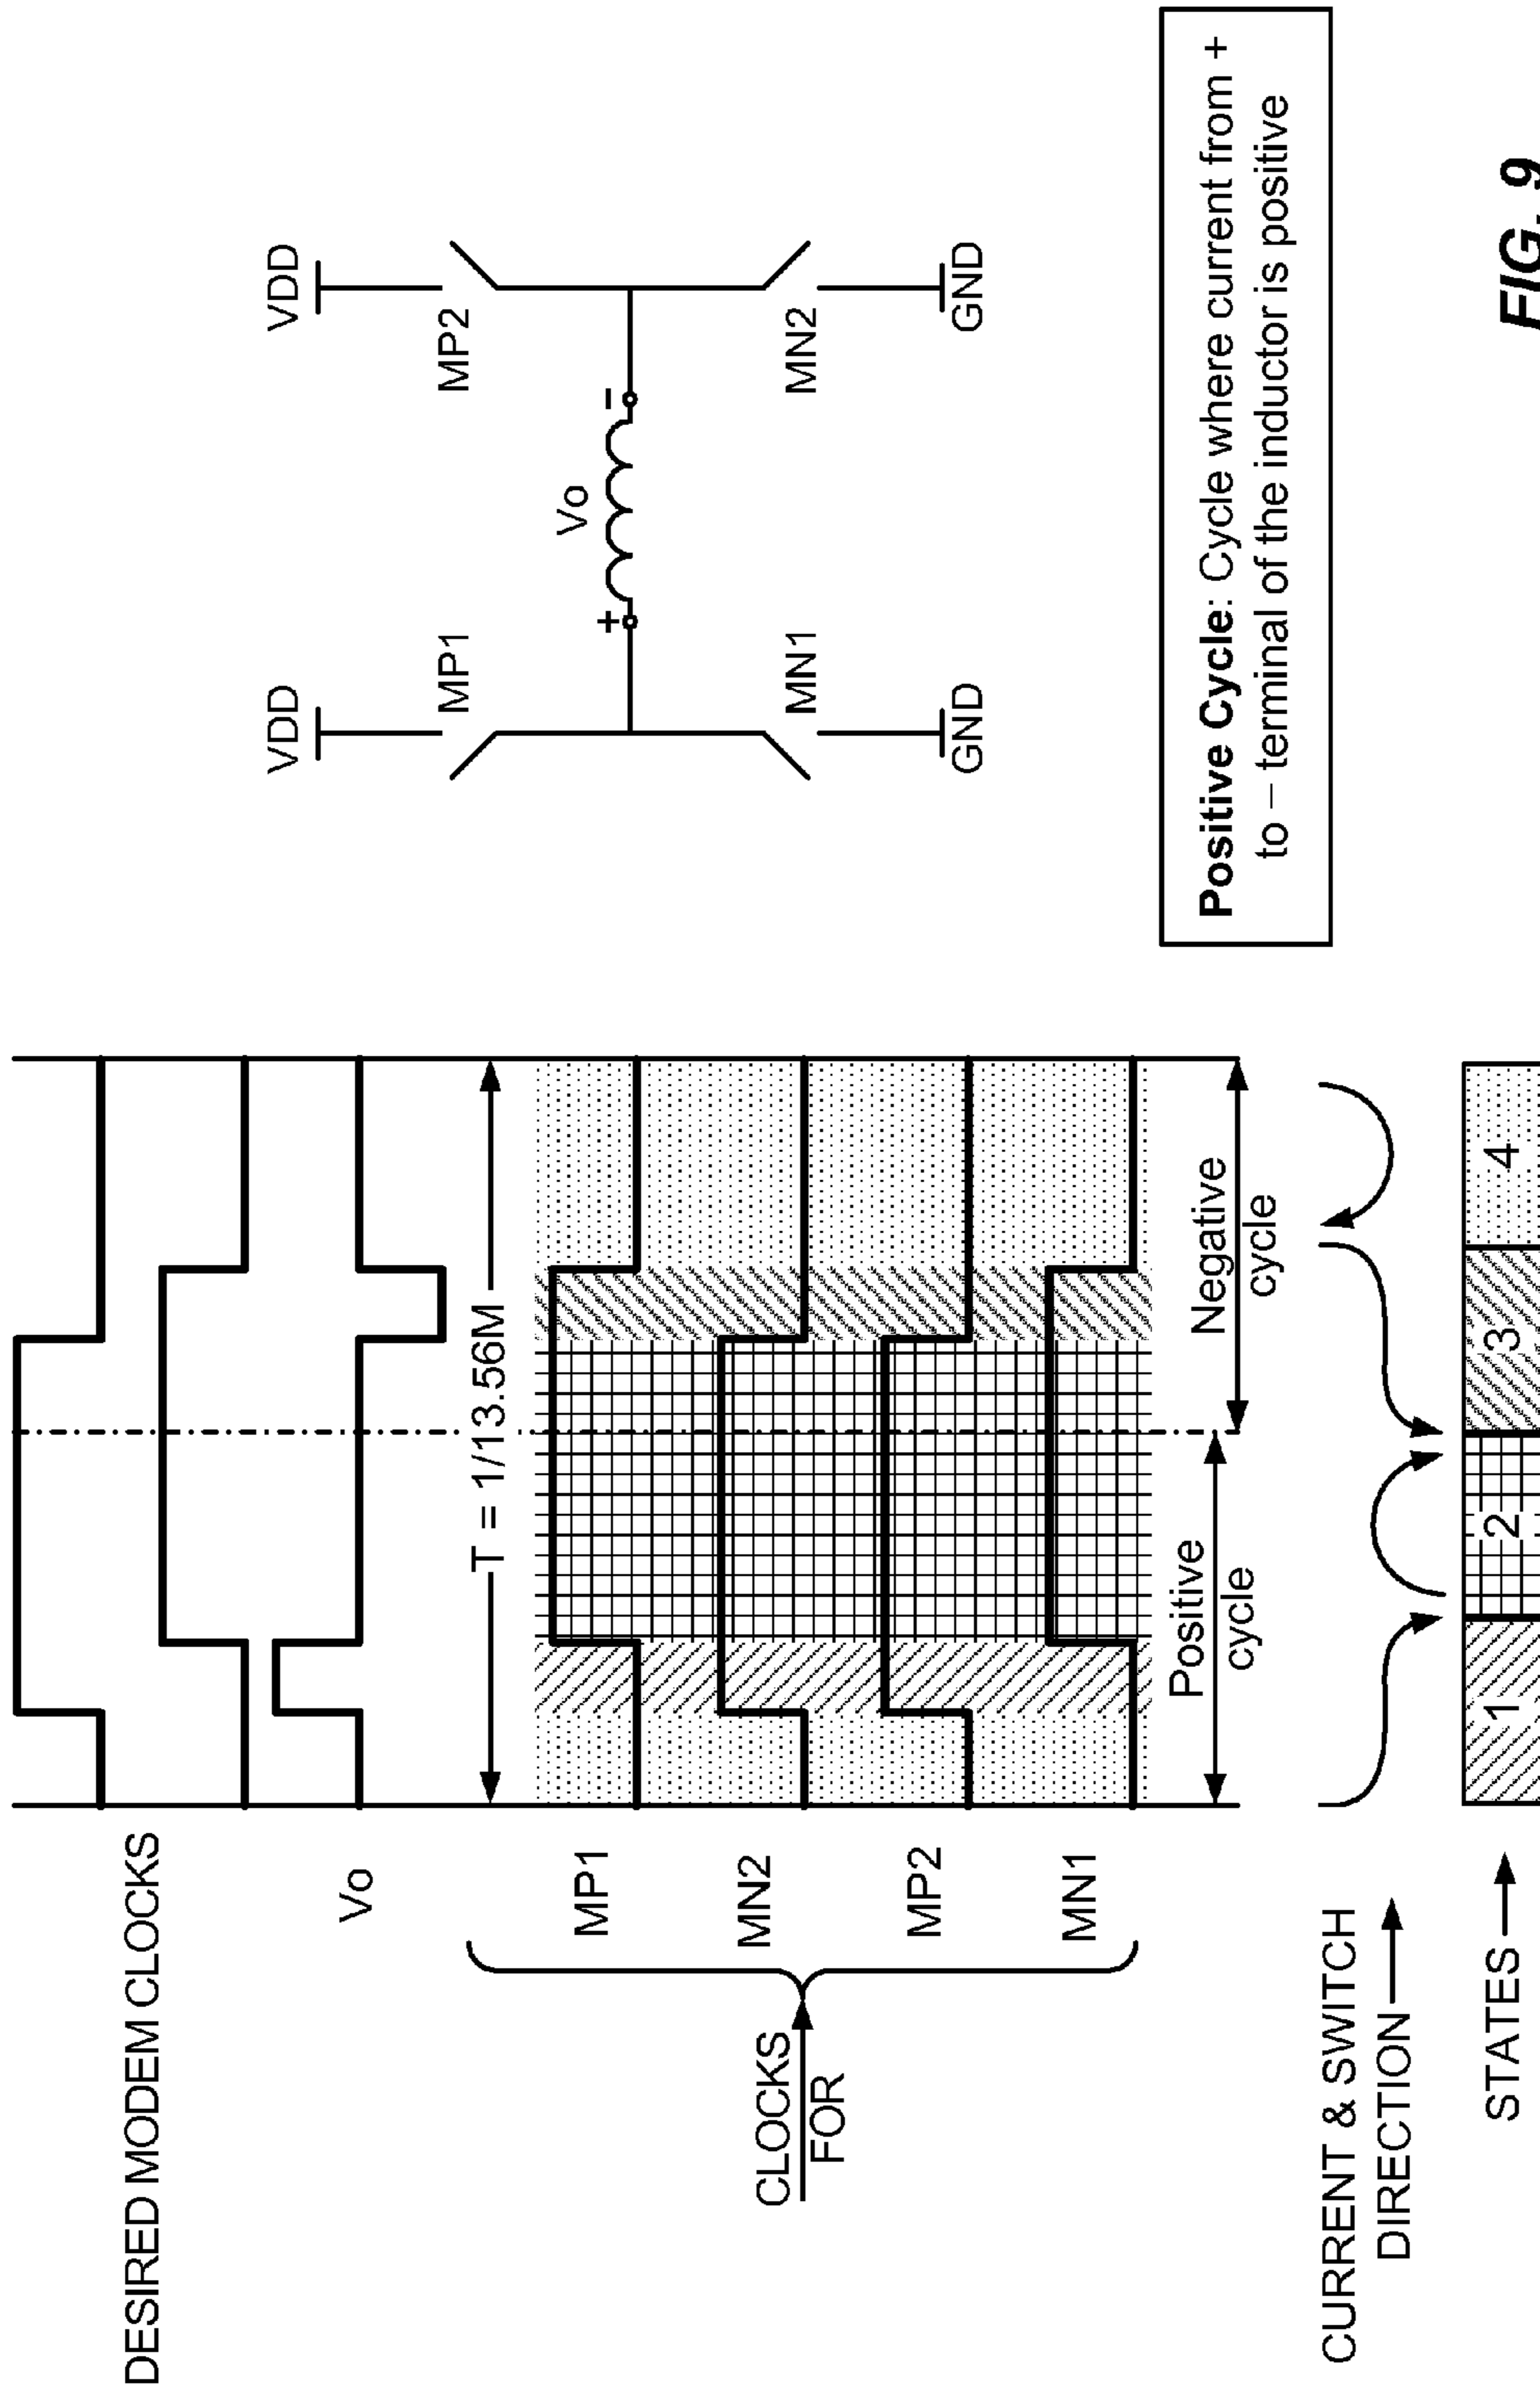 DESIRED MODEM CLOCKS
Vo
T = 1/13.56M
CLOCKS
FOR
MP1
MN2
MP2
MN1
Positive
cycle
Negative
cycle
CURRENT & SWITCH
DIRECTION
STATES
1
2
3
4
VDD
VDD
MP1
MP2
Vo
+
–
MN1
MN2
GND
GND
Positive Cycle: Cycle where current from +
to – terminal of the inductor is positive
FIG. 9